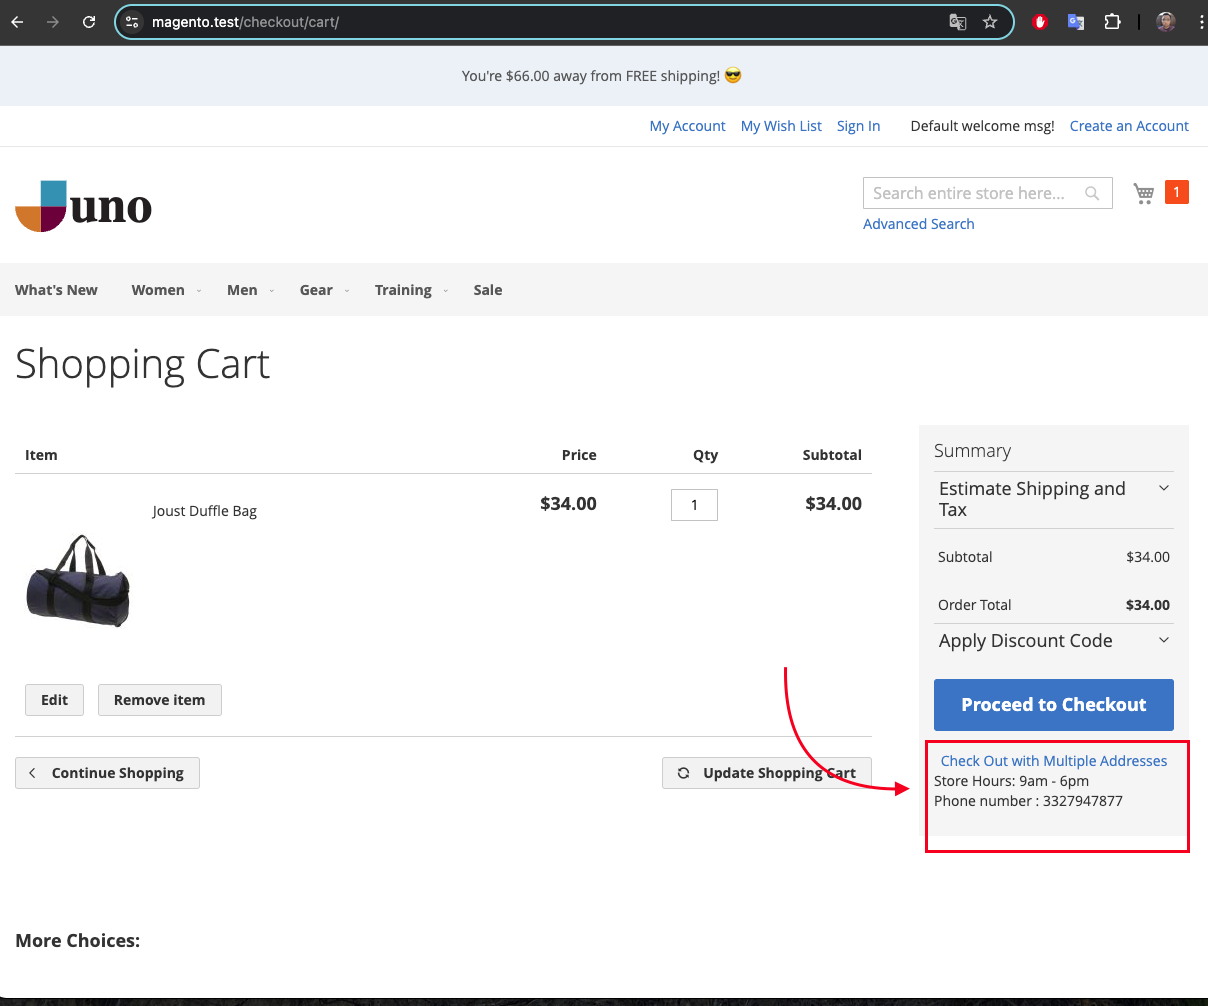 magento.test/checkout/cart/
You're $66.00 away from FREE shipping! 😎
My Account My Wish List Sign In Default welcome msg! Create an Account
uno
Search entire store here...
1
Advanced Search
What's New Women Men Gear Training Sale
Shopping Cart
Item Price Qty Subtotal
Joust Duffle Bag $34.00 1 $34.00
Edit Remove item
Continue Shopping Update Shopping Cart
Summary
Estimate Shipping and
Tax
Subtotal $34.00
Order Total $34.00
Apply Discount Code
Proceed to Checkout
Check Out with Multiple Addresses
Store Hours: 9am - 6pm
Phone number : 3327947877
More Choices: